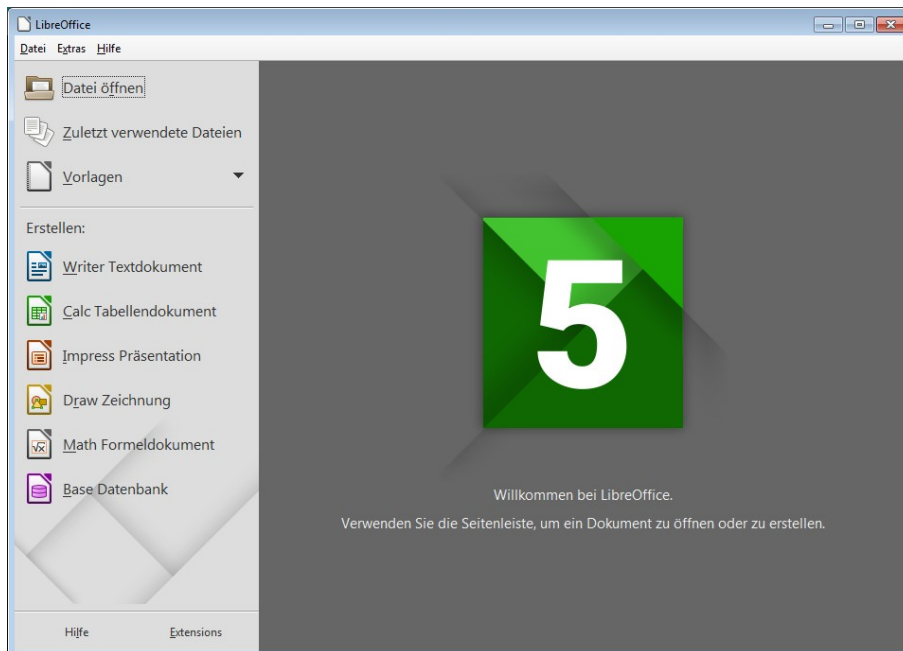 LibreOffice
Datei Extras Hilfe
Datei öffnen
Zuletzt verwendete Dateien
Vorlagen
Erstellen:
Writer Textdokument
Calc Tabellendokument
Impress Präsentation
Draw Zeichnung
Math Formeldokument
Base Datenbank
Hilfe Extensions
5
Willkommen bei LibreOffice.
Verwenden Sie die Seitenleiste, um ein Dokument zu öffnen oder zu erstellen.